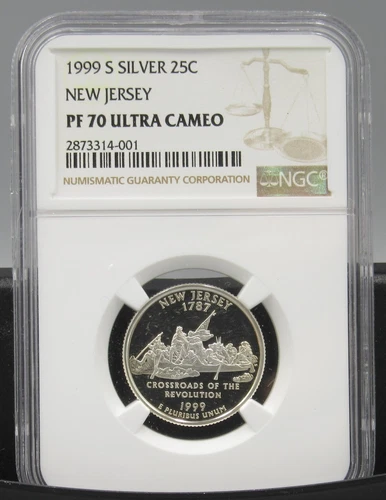 1999 S SILVER 25C
NEW JERSEY
PF 70 ULTRA CAMEO
2873314-001
NUMISMATIC GUARANTY CORPORATION
NGC®
NEW JERSEY
1787
CROSSROADS OF THE
REVOLUTION
1999
E PLURIBUS UNUM